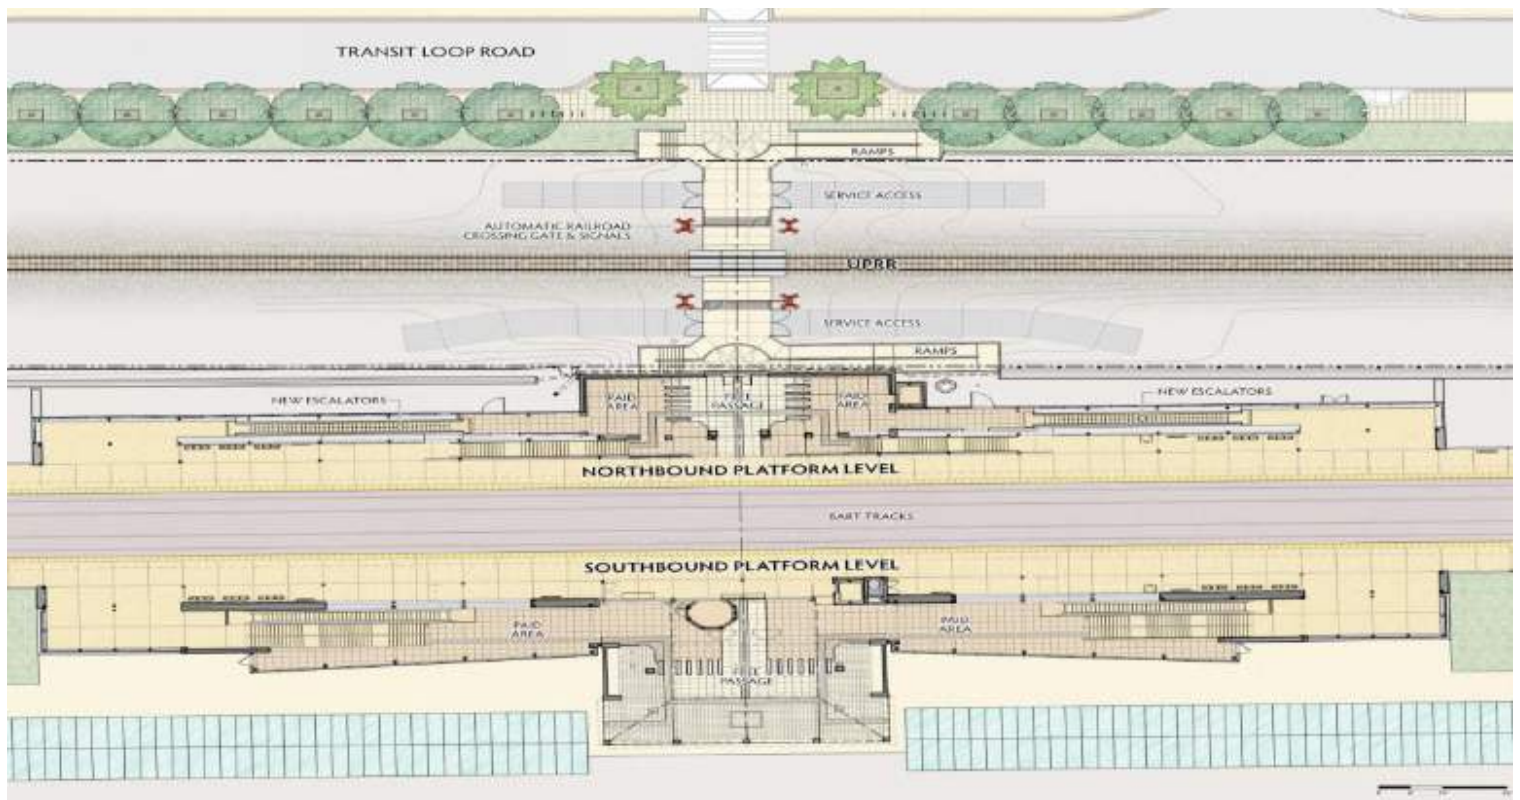 TRANSIT LOOP ROAD
RAMPS
SERVICE ACCESS
AUTOMATIC RAILROAD
CROSSING GATE & SIGNALS
UPRR
SERVICE ACCESS
RAMPS
NEW ESCALATORS
PAID
AREA
FREE
PASSAGE
PAID
AREA
NEW ESCALATORS
NORTHBOUND PLATFORM LEVEL
BART TRACKS
SOUTHBOUND PLATFORM LEVEL
PAID
AREA
PAID
AREA
FREE
PASSAGE